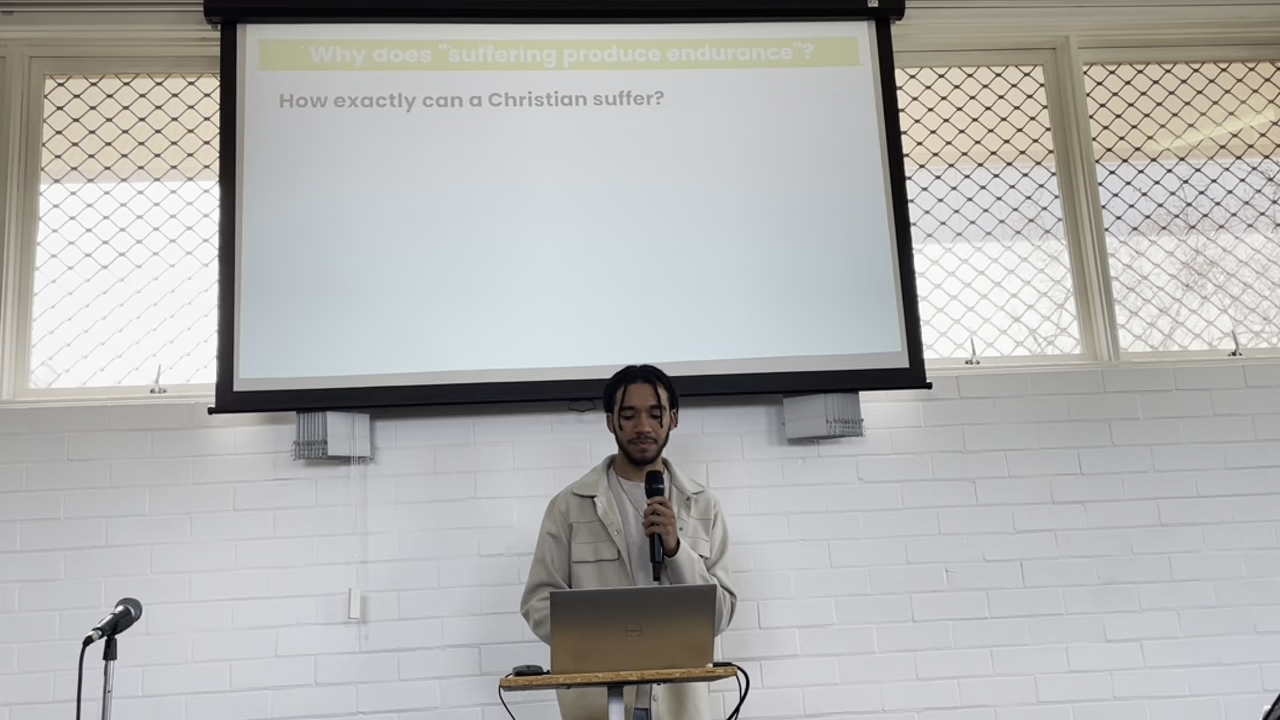 Why does "suffering produce endurance"?
How exactly can a Christian suffer?